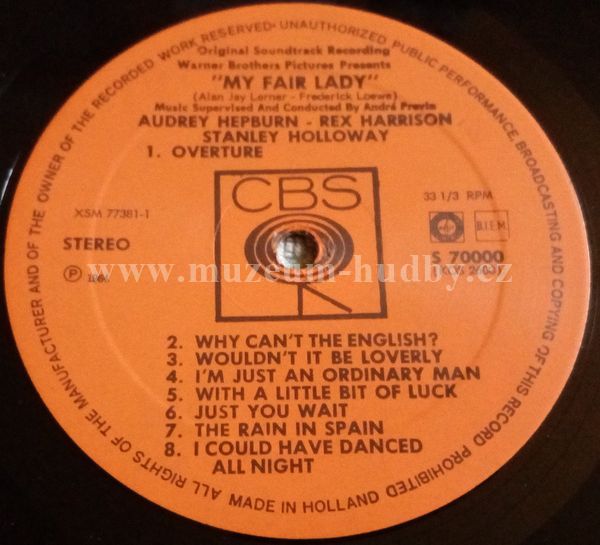 ALL RIGHTS OF THE MANUFACTURER AND OF THE OWNER OF THE RECORDED WORK RESERVED · UNAUTHORIZED PUBLIC PERFORMANCE, BROADCASTING AND COPYING OF THIS RECORD PROHIBITED
Original Soundtrack Recording
Warner Brothers Pictures Presents
"MY FAIR LADY"
(Alan Jay Lerner - Frederick Loewe)
Music Supervised And Conducted By André Previn
AUDREY HEPBURN - REX HARRISON
STANLEY HOLLOWAY
1. OVERTURE
CBS
XSM 77381-1
33 1/3 RPM
STEREO
B.I.E.M.
S 70000
Ⓟ
www.muzeum-hudby.cz
2. WHY CAN'T THE ENGLISH?
3. WOULDN'T IT BE LOVERLY
4. I'M JUST AN ORDINARY MAN
5. WITH A LITTLE BIT OF LUCK
6. JUST YOU WAIT
7. THE RAIN IN SPAIN
8. I COULD HAVE DANCED
ALL NIGHT
MADE IN HOLLAND